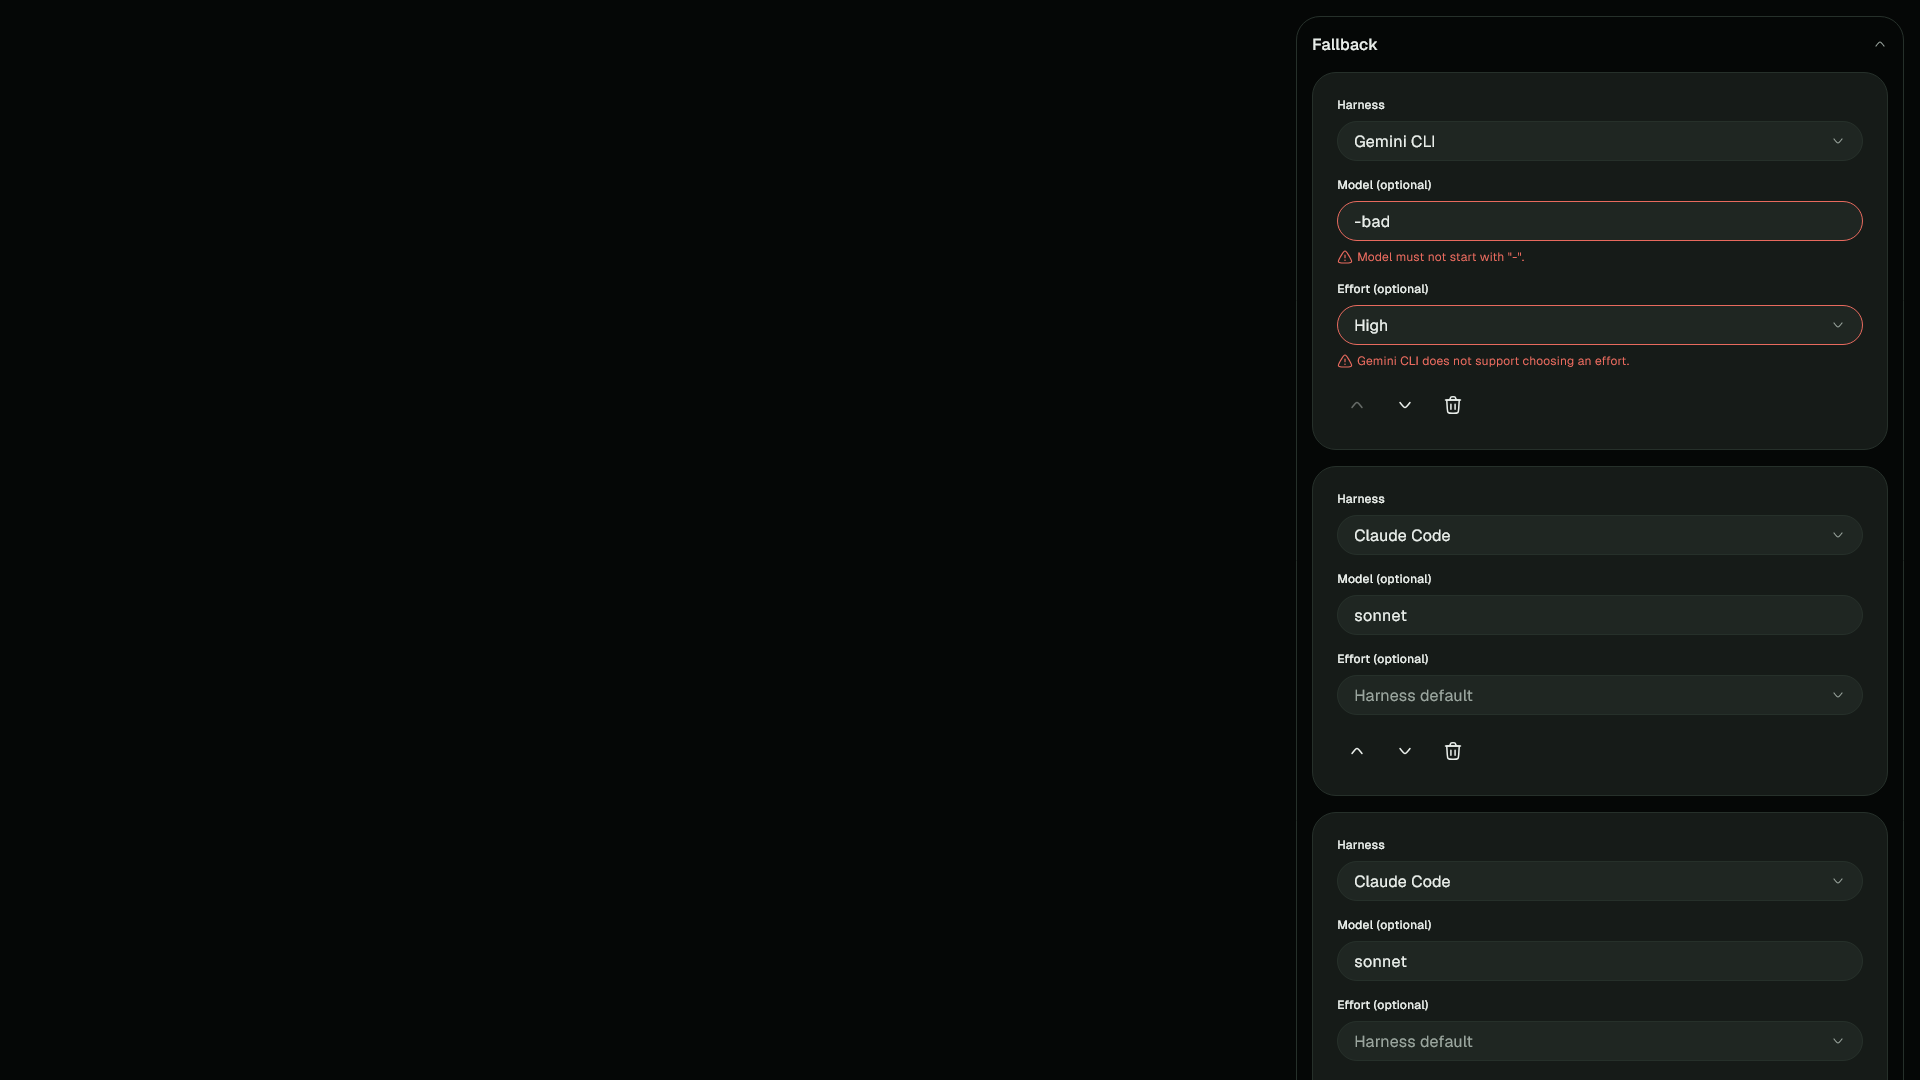 Fallback
Harness
Gemini CLI
Model (optional)
-bad
Model must not start with "-".
Effort (optional)
High
Gemini CLI does not support choosing an effort.
Harness
Claude Code
Model (optional)
sonnet
Effort (optional)
Harness default
Harness
Claude Code
Model (optional)
sonnet
Effort (optional)
Harness default